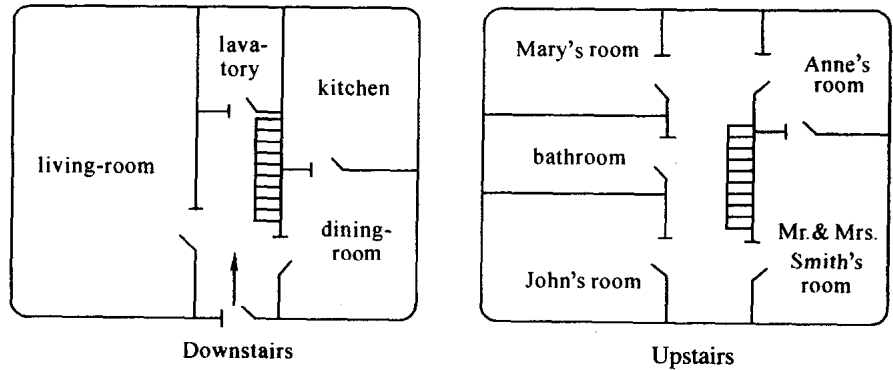 lava-
tory
kitchen
living-room
dining-
room
Downstairs
Mary's room
Anne's
room
bathroom
Mr.& Mrs.
Smith's
room
John's room
Upstairs